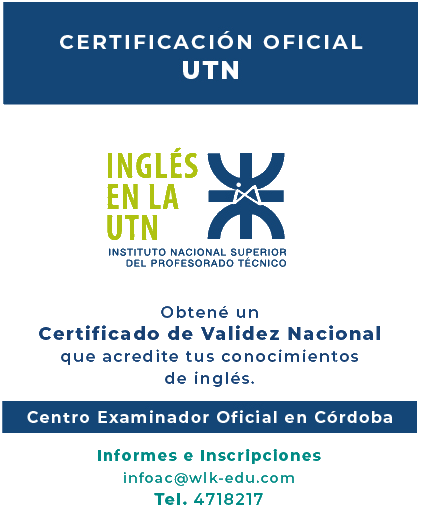 CERTIFICACIÓN OFICIAL
UTN
INGLÉS
EN LA
UTN
INSTITUTO NACIONAL SUPERIOR
DEL PROFESORADO TÉCNICO
Obtené un
Certificado de Validez Nacional
que acredite tus conocimientos
de inglés.
Centro Examinador Oficial en Córdoba
Informes e Inscripciones
infoac@wlk-edu.com
Tel. 4718217